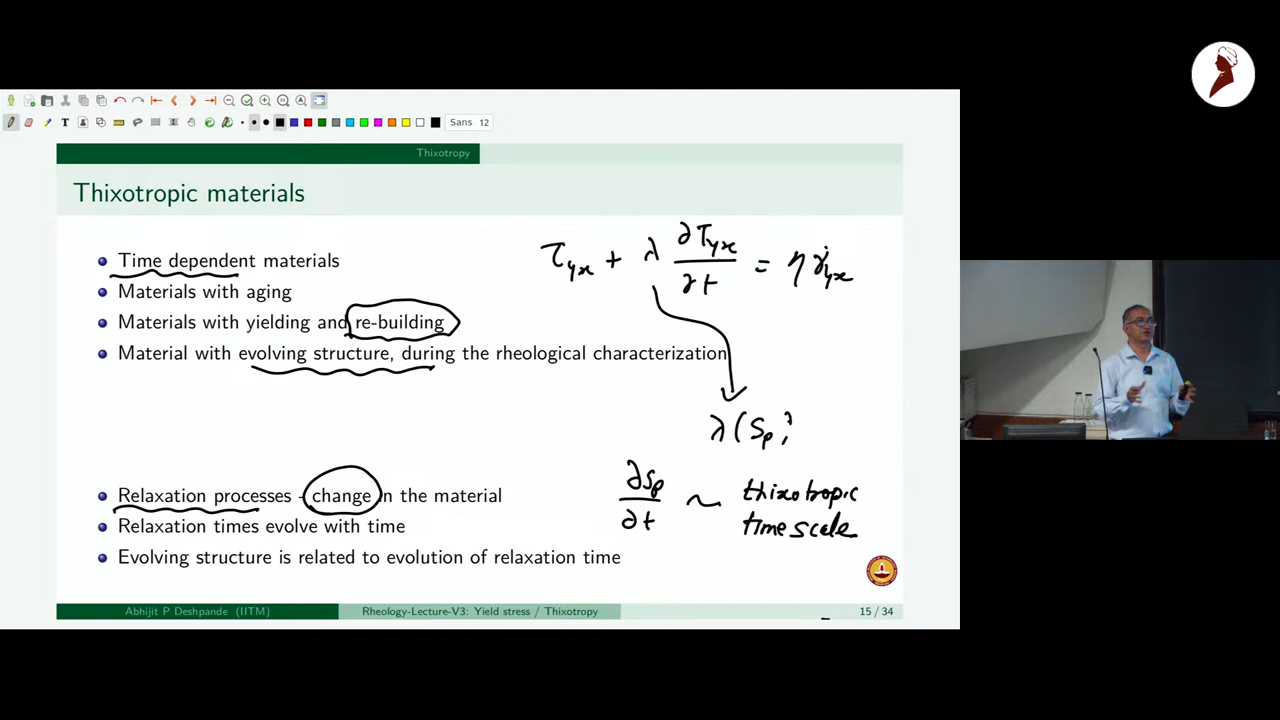 Sans 12
Thixotropy
Thixotropic materials
Time dependent materials
Materials with aging
Materials with yielding and re-building
Material with evolving structure, during the rheological characterization
τyx + λ ∂τyx/∂t = η γ̇yx
λ(Sp)
Relaxation processes - change in the material
Relaxation times evolve with time
Evolving structure is related to evolution of relaxation time
∂Sp/∂t ~ thixotropic
time scale
Abhijit P Deshpande (IITM) Rheology-Lecture-V3: Yield stress / Thixotropy 15 / 34